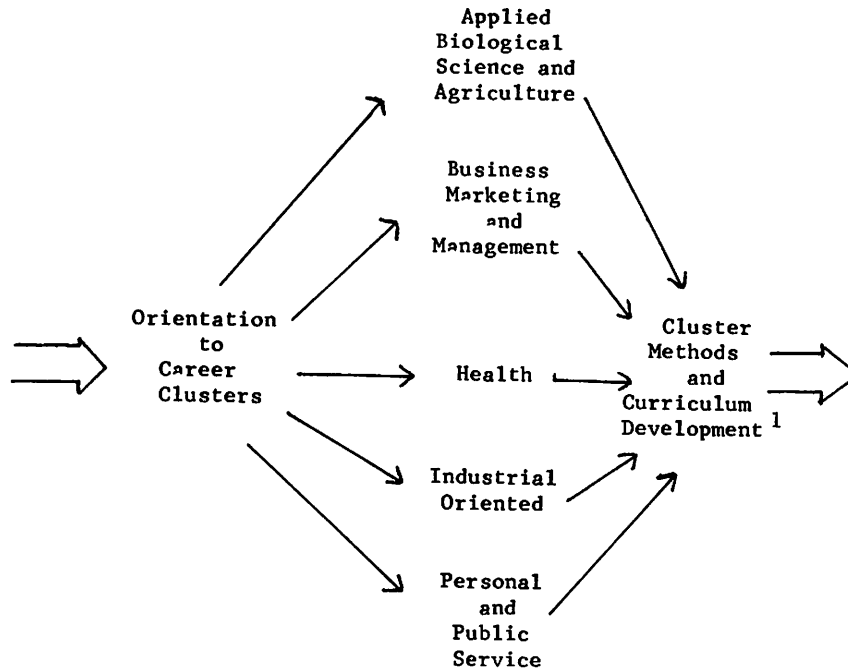 Applied
Biological
Science and
Agriculture
Business
Marketing
and
Management
Orientation
to
Career
Clusters
Health
Industrial
Oriented
Personal
and
Public
Service
Cluster
Methods
and
Curriculum
Development 1